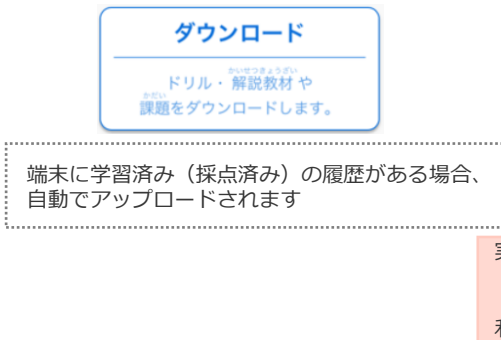 ダウンロード
かいせつきょうざい
ドリル・解説教材 や
かだい
課題をダウンロードします。
端末に学習済み（採点済み）の履歴がある場合、
自動でアップロードされます